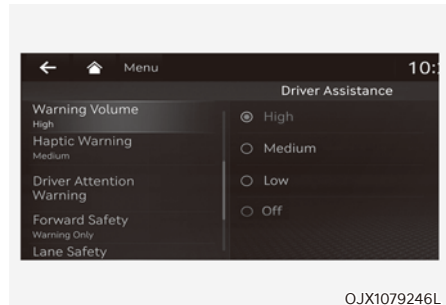 Menu
10:
Driver Assistance
Warning Volume
High
Haptic Warning
Medium
Driver Attention
Warning
Forward Safety
Warning Only
Lane Safety
High
Medium
Low
Off
OJX1079246L